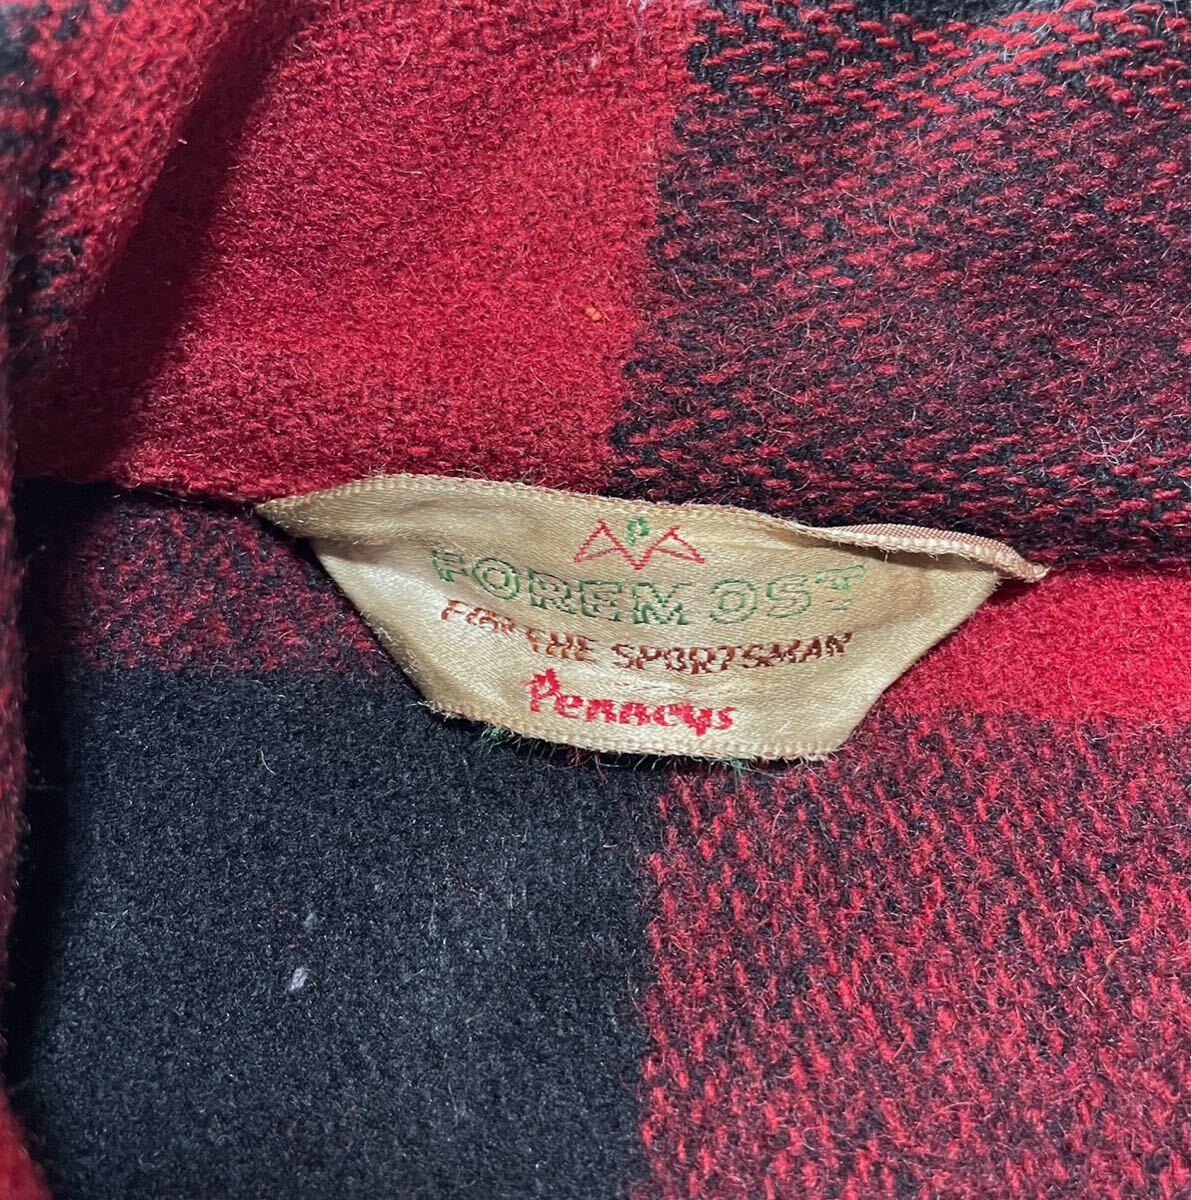 P
FOREMOST
FOR THE SPORTSMAN
Penneys